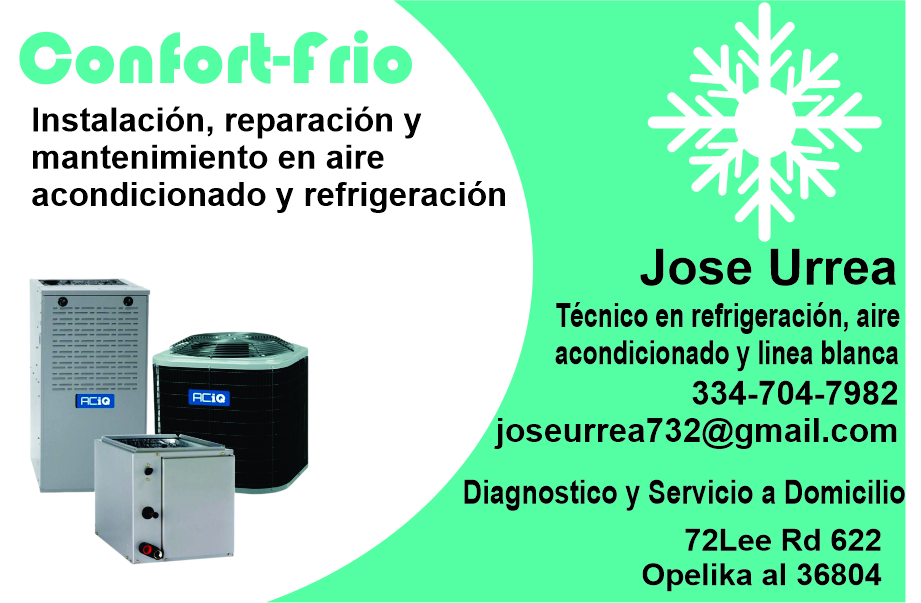 Confort-Frio
Instalación, reparación y
mantenimiento en aire
acondicionado y refrigeración
ACiQ
ACiQ
Jose Urrea
Técnico en refrigeración, aire
acondicionado y linea blanca
334-704-7982
joseurrea732@gmail.com
Diagnostico y Servicio a Domicilio
72Lee Rd 622
Opelika al 36804